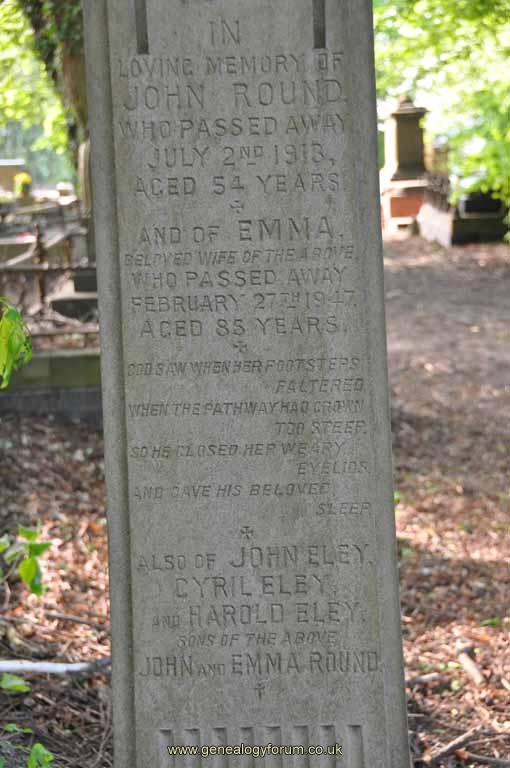 IN
LOVING MEMORY OF
JOHN ROUND.
WHO PASSED AWAY
JULY 2ND 1913,
AGED 54 YEARS.
AND OF EMMA.
BELOVED WIFE OF THE ABOVE,
WHO PASSED AWAY
FEBRUARY 27TH 1947.
AGED 85 YEARS.
GOD SAW WHEN HER FOOTSTEPS
FALTERED
WHEN THE PATHWAY HAD GROWN
TOO STEEP.
SO HE CLOSED HER WEARY
EYELIDS,
AND GAVE HIS BELOVED
SLEEP.
ALSO OF JOHN ELEY,
CYRIL ELEY,
AND HAROLD ELEY,
SONS OF THE ABOVE
JOHN AND EMMA ROUND.
www.genealogyforum.co.uk